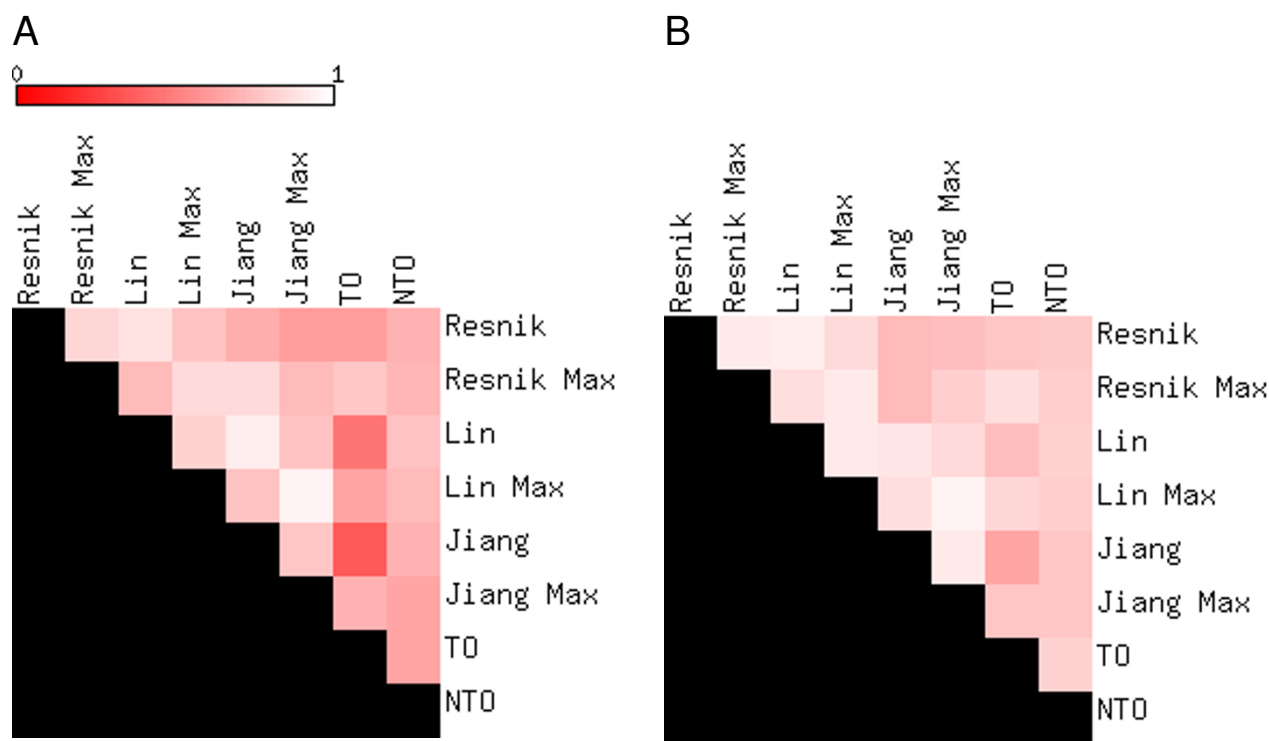 A
B
0 1
Resnik
Resnik Max
Lin
Lin Max
Jiang
Jiang Max
TO
NTO
Resnik
Resnik Max
Lin
Lin Max
Jiang
Jiang Max
TO
NTO
Resnik
Resnik Max
Lin
Lin Max
Jiang
Jiang Max
TO
NTO
Resnik
Resnik Max
Lin
Lin Max
Jiang
Jiang Max
TO
NTO